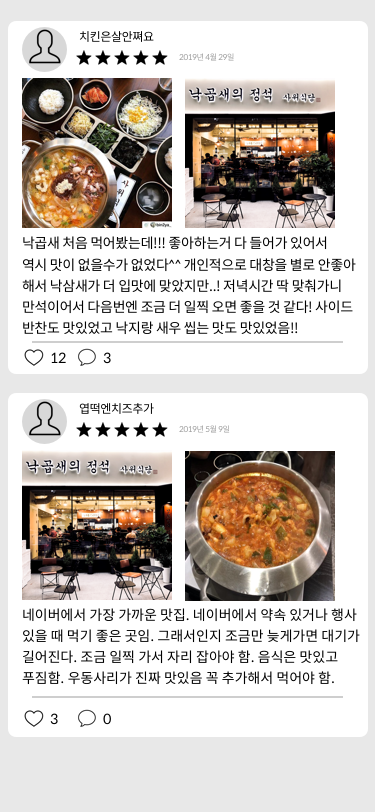 치킨은살안쪄요
2019년 4월 29일
낙곱새의 정석 사위식당
낙곱새 처음 먹어봤는데!!! 좋아하는거 다 들어가 있어서
역시 맛이 없을수가 없었다^^ 개인적으로 대창을 별로 안좋아
해서 낙삼새가 더 입맛에 맞았지만..! 저녁시간 딱 맞춰가니
만석이어서 다음번엔 조금 더 일찍 오면 좋을 것 같다! 사이드
반찬도 맛있었고 낙지랑 새우 씹는 맛도 맛있었음!!
12 3
엽떡엔치즈추가
2019년 5월 9일
낙곱새의 정석 사위식당
네이버에서 가장 가까운 맛집. 네이버에서 약속 있거나 행사
있을 때 먹기 좋은 곳임. 그래서인지 조금만 늦게가면 대기가
길어진다. 조금 일찍 가서 자리 잡아야 함. 음식은 맛있고
푸짐함. 우동사리가 진짜 맛있음 꼭 추가해서 먹어야 함.
3 0